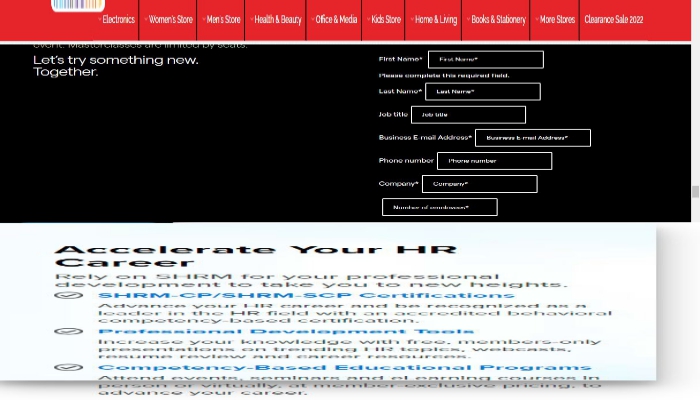 Electronics Women's Store Men's Store Health & Beauty Office & Media Kids Store Home & Living Books & Stationery More Stores Clearance Sale 2022
event. Masterclasses are limited by seats.
Let's try something new.
Together.
First Name* First Name*
Please complete this required field.
Last Name* Last Name*
Job title Job title
Business E-mail Address* Business E-mail Address*
Phone number Phone number
Company* Company*
Number of employees*
Accelerate Your HR
Career
Rely on SHRM for your professional
development to take you to new heights.
SHRM-CP/SHRM-SCP Certifications
Advance your HR career and be recognized as a
leader in the HR field with an accredited behavioral
competency-based certification.
Professional Development Tools
Increase your knowledge with free, members-only
presentations on trending HR topics, webcasts,
resume review and career resources.
Competency-Based Educational Programs
Attend events, seminars and eLearning courses in
person or virtually, at member-exclusive pricing, to
advance your career.